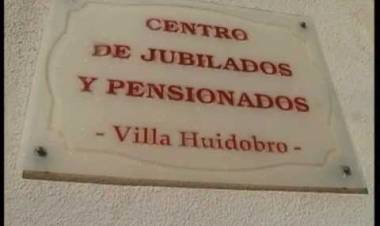 CENTRO
DE JUBILADOS
Y PENSIONADOS
- Villa Huidobro -